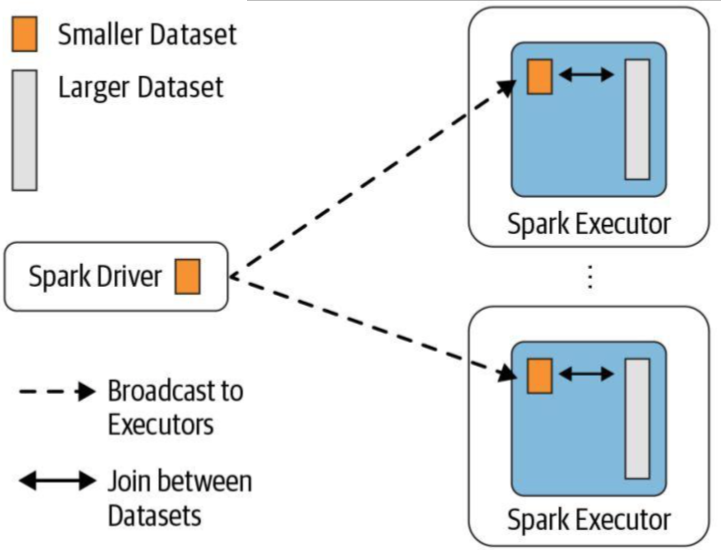 Smaller Dataset
Larger Dataset
Spark Executor
Spark Driver
⋮
Broadcast to
Executors
Join between
Datasets
Spark Executor